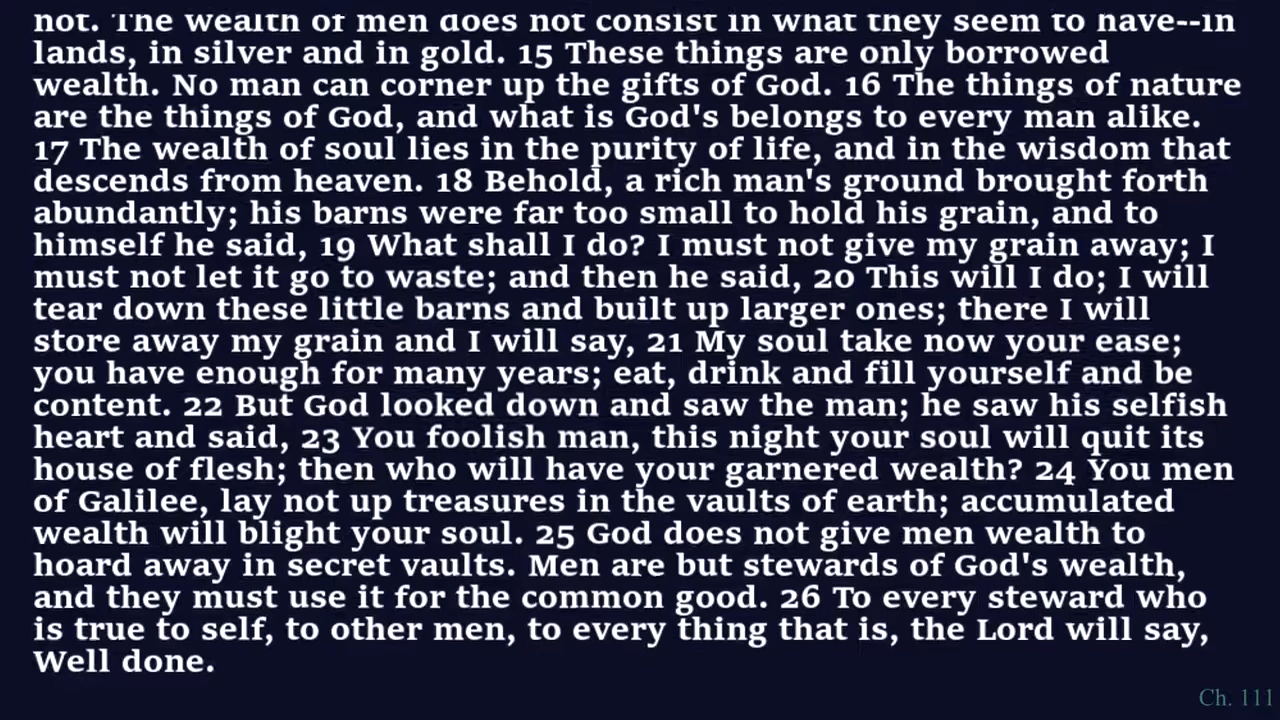 not. The wealth of men does not consist in what they seem to have--in
lands, in silver and in gold. 15 These things are only borrowed
wealth. No man can corner up the gifts of God. 16 The things of nature
are the things of God, and what is God's belongs to every man alike.
17 The wealth of soul lies in the purity of life, and in the wisdom that
descends from heaven. 18 Behold, a rich man's ground brought forth
abundantly; his barns were far too small to hold his grain, and to
himself he said, 19 What shall I do? I must not give my grain away; I
must not let it go to waste; and then he said, 20 This will I do; I will
tear down these little barns and built up larger ones; there I will
store away my grain and I will say, 21 My soul take now your ease;
you have enough for many years; eat, drink and fill yourself and be
content. 22 But God looked down and saw the man; he saw his selfish
heart and said, 23 You foolish man, this night your soul will quit its
house of flesh; then who will have your garnered wealth? 24 You men
of Galilee, lay not up treasures in the vaults of earth; accumulated
wealth will blight your soul. 25 God does not give men wealth to
hoard away in secret vaults. Men are but stewards of God's wealth,
and they must use it for the common good. 26 To every steward who
is true to self, to other men, to every thing that is, the Lord will say,
Well done.
Ch. 111